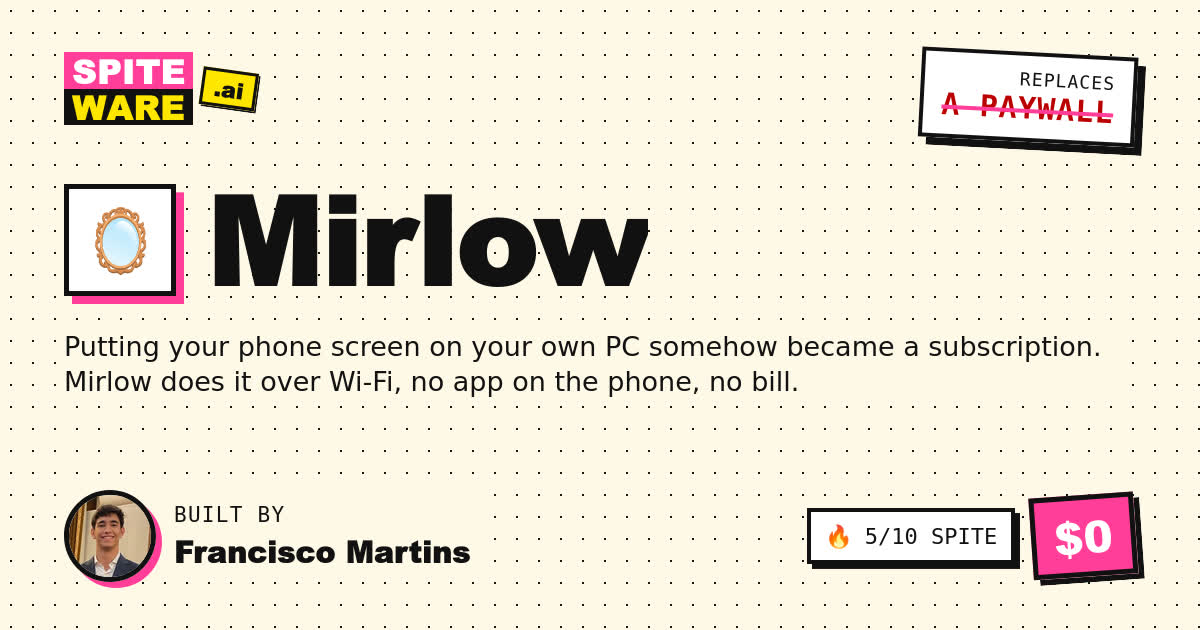 SPITE
WARE
.ai
REPLACES
A PAYWALL
Mirlow
Putting your phone screen on your own PC somehow became a subscription.
Mirlow does it over Wi-Fi, no app on the phone, no bill.
BUILT BY
Francisco Martins
🔥 5/10 SPITE
$0